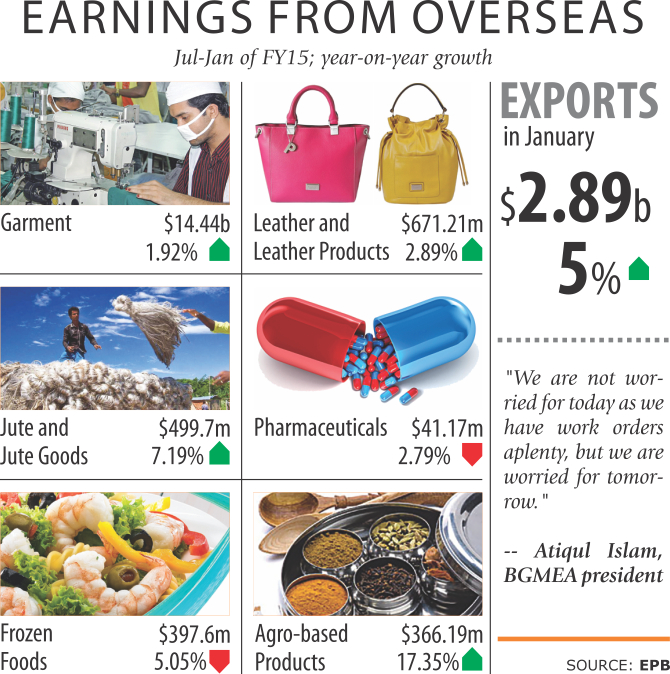 EARNINGS FROM OVERSEAS
Jul-Jan of FY15; year-on-year growth
Garment $14.44b
1.92%
Leather and $671.21m
Leather Products 2.89%
Jute and $499.7m
Jute Goods 7.19%
Pharmaceuticals $41.17m
2.79%
Frozen $397.6m
Foods 5.05%
Agro-based $366.19m
Products 17.35%
EXPORTS
in January
$2.89b
5%
"We are not wor-
ried for today as we
have work orders
aplenty, but we are
worried for tomor-
row."
-- Atiqul Islam,
BGMEA president
SOURCE: EPB